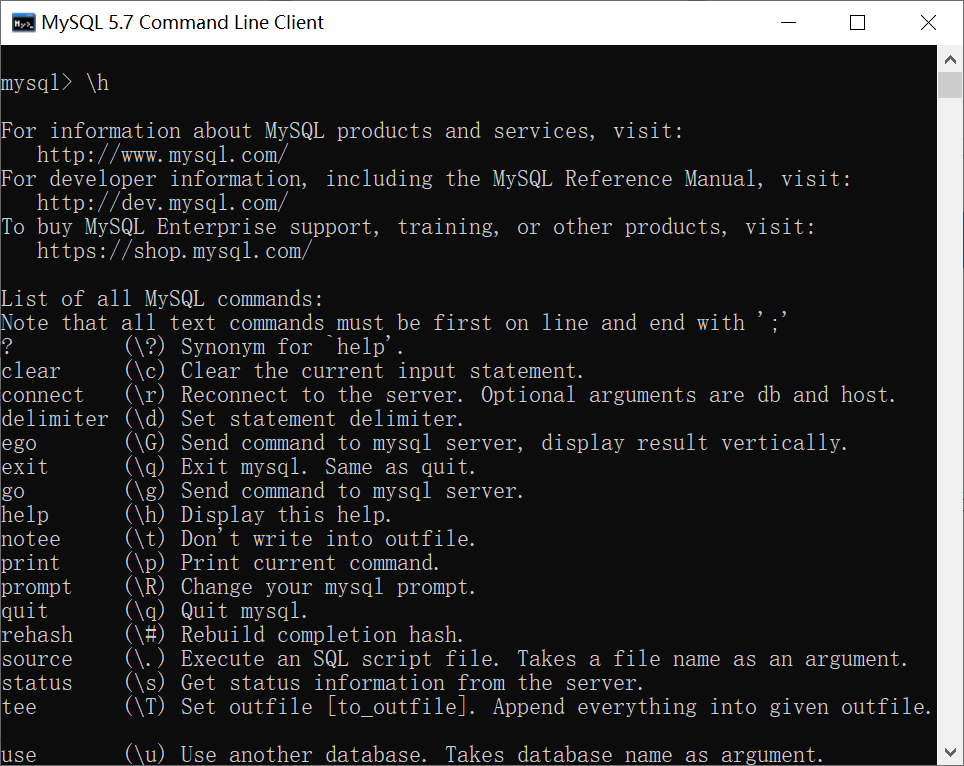 MySQL 5.7 Command Line Client
mysql> \h
For information about MySQL products and services, visit:
   http://www.mysql.com/
For developer information, including the MySQL Reference Manual, visit:
   http://dev.mysql.com/
To buy MySQL Enterprise support, training, or other products, visit:
   https://shop.mysql.com/
List of all MySQL commands:
Note that all text commands must be first on line and end with ';'
?         (\?) Synonym for `help'.
clear     (\c) Clear the current input statement.
connect   (\r) Reconnect to the server. Optional arguments are db and host.
delimiter (\d) Set statement delimiter.
ego       (\G) Send command to mysql server, display result vertically.
exit      (\q) Exit mysql. Same as quit.
go        (\g) Send command to mysql server.
help      (\h) Display this help.
notee     (\t) Don't write into outfile.
print     (\p) Print current command.
prompt    (\R) Change your mysql prompt.
quit      (\q) Quit mysql.
rehash    (\#) Rebuild completion hash.
source    (\.) Execute an SQL script file. Takes a file name as an argument.
status    (\s) Get status information from the server.
tee       (\T) Set outfile [to_outfile]. Append everything into given outfile.
use       (\u) Use another database. Takes database name as argument.